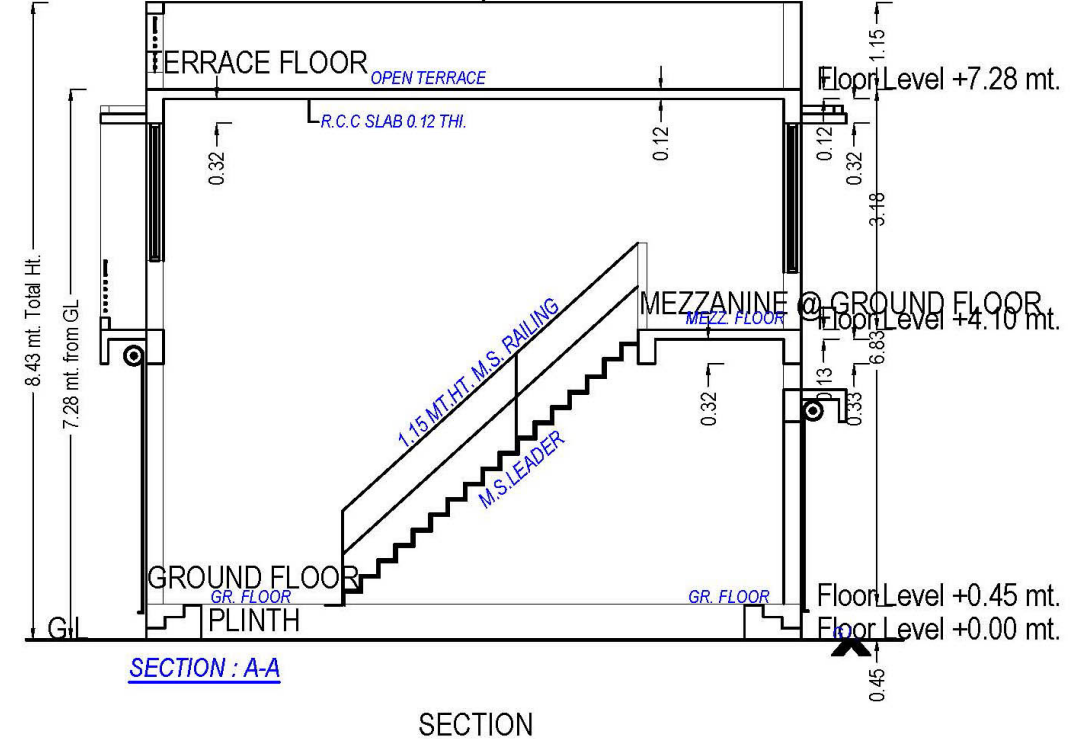 1.15
TERRACE FLOOR
OPEN TERRACE
Floor Level +7.28 mt.
R.C.C SLAB 0.12 THI.
0.32
0.12
0.12
0.32
3.18
8.43 mt. Total Ht.
7.28 mt. from GL
1.15 MT.HT. M.S. RAILING
M.S.LEADER
MEZZANINE @ GROUND FLOOR
MEZZ. FLOOR
Floor Level +4.10 mt.
6.83
0.32
0.13
0.33
GROUND FLOOR
GR. FLOOR
GR. FLOOR
Floor Level +0.45 mt.
PLINTH
GL
Floor Level +0.00 mt.
0.45
SECTION : A-A
SECTION